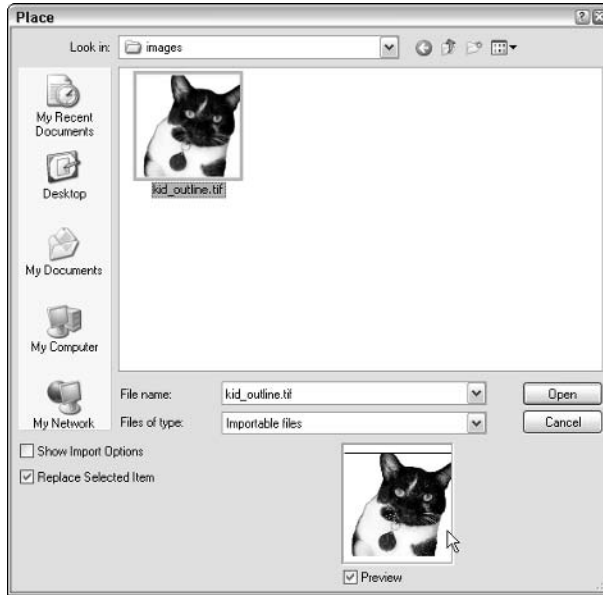 Place
Look in:
images
My Recent
Documents
Desktop
My Documents
My Computer
My Network
kid_outline.tif
File name:
kid_outline.tif
Open
Files of type:
Importable files
Cancel
Show Import Options
Replace Selected Item
Preview